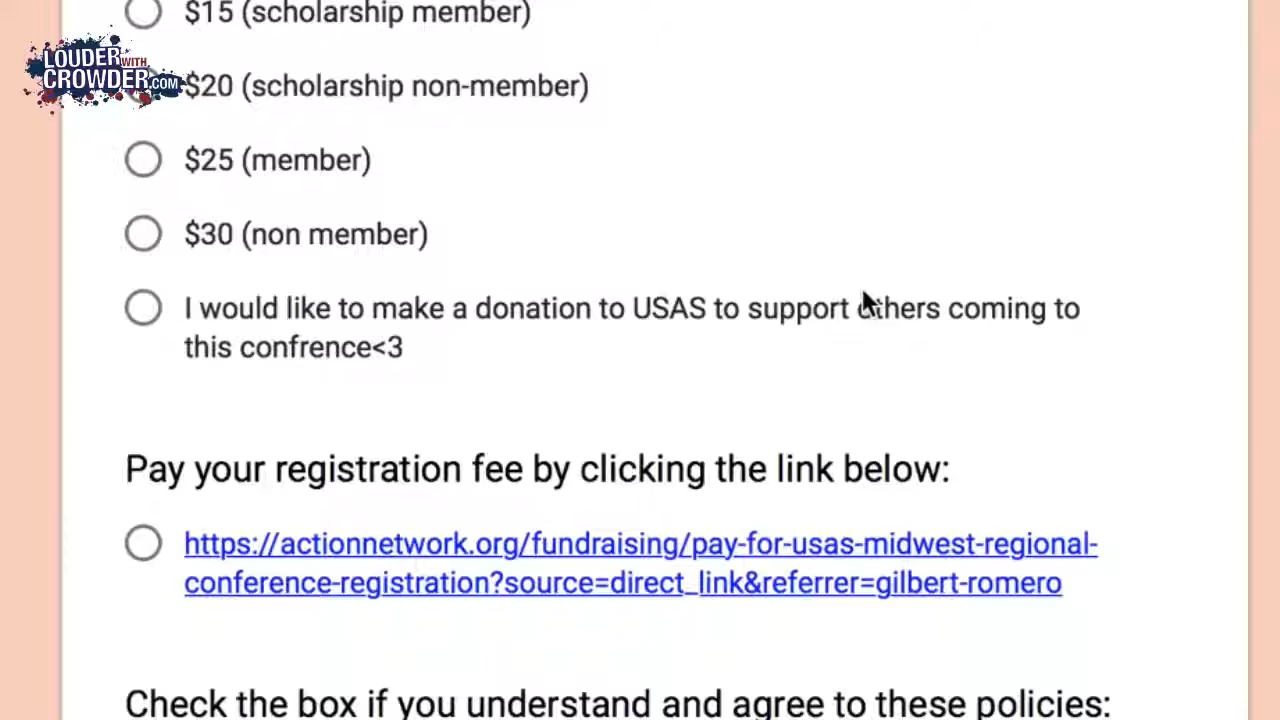 $15 (scholarship member)
LOUDER WITH
CROWDER.COM
$20 (scholarship non-member)
$25 (member)
$30 (non member)
I would like to make a donation to USAS to support others coming to
this confrence<3
Pay your registration fee by clicking the link below:
https://actionnetwork.org/fundraising/pay-for-usas-midwest-regional-
conference-registration?source=direct_link&referrer=gilbert-romero
Check the box if you understand and agree to these policies: